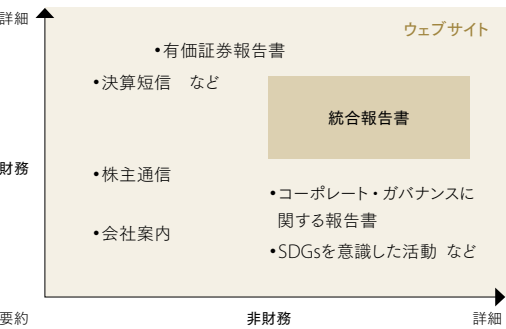 詳細
ウェブサイト
•有価証券報告書
•決算短信 など
統合報告書
財務
•株主通信
•コーポレート・ガバナンスに
関する報告書
•会社案内
•SDGsを意識した活動 など
要約
非財務
詳細